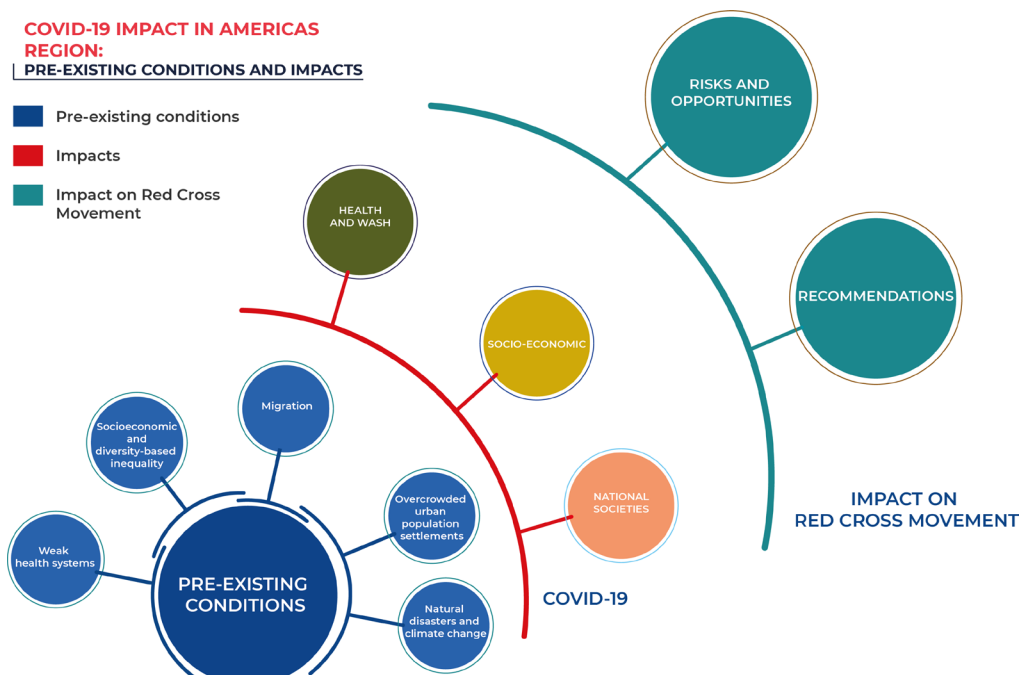 COVID-19 IMPACT IN AMERICAS
REGION:
PRE-EXISTING CONDITIONS AND IMPACTS
Pre-existing conditions
Impacts
Impact on Red Cross
Movement
RISKS AND
OPPORTUNITIES
RECOMMENDATIONS
HEALTH
AND WASH
SOCIO-ECONOMIC
NATIONAL
SOCIETIES
Migration
Socioeconomic
and
diversity-based
inequality
Overcrowded
urban
population
settlements
Weak
health systems
Natural
disasters and
climate change
PRE-EXISTING
CONDITIONS
COVID-19
IMPACT ON
RED CROSS MOVEMENT